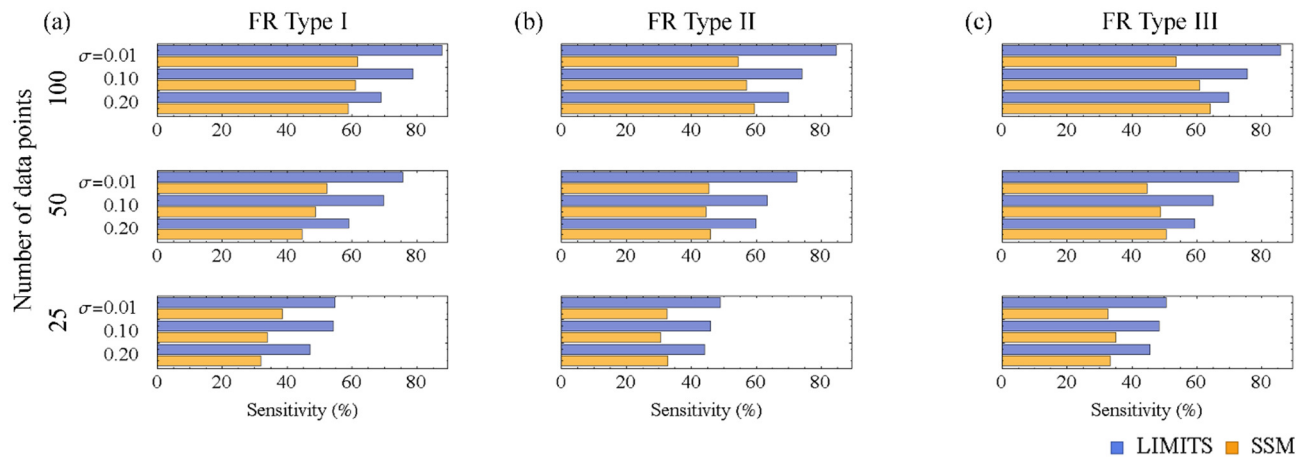 (a) FR Type I (b) FR Type II (c) FR Type III
Number of data points
100
σ=0.01
0.10
0.20
0 20 40 60 80 0 20 40 60 80 0 20 40 60 80
50
σ=0.01
0.10
0.20
0 20 40 60 80 0 20 40 60 80 0 20 40 60 80
25
σ=0.01
0.10
0.20
0 20 40 60 80 0 20 40 60 80 0 20 40 60 80
Sensitivity (%) Sensitivity (%) Sensitivity (%)
LIMITS SSM